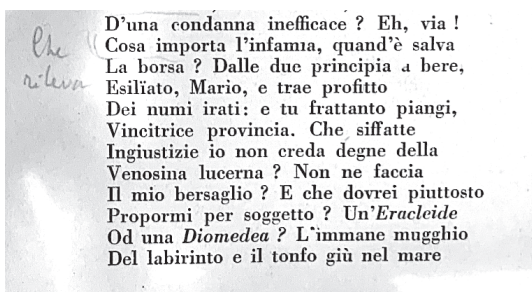 D'una condanna inefficace ? Eh, via !
Che
Cosa importa l'infamia, quand'è salva
rileva
La borsa ? Dalle due principia a bere,
Esilïato, Mario, e trae profitto
Dei numi irati: e tu frattanto piangi,
Vincitrice provincia. Che siffatte
Ingiustizie io non creda degne della
Venosina lucerna ? Non ne faccia
Il mio bersaglio ? E che dovrei piuttosto
Propormi per soggetto ? Un'Eracleide
Od una Diomedea ? L'immane mugghio
Del labirinto e il tonfo giù nel mare